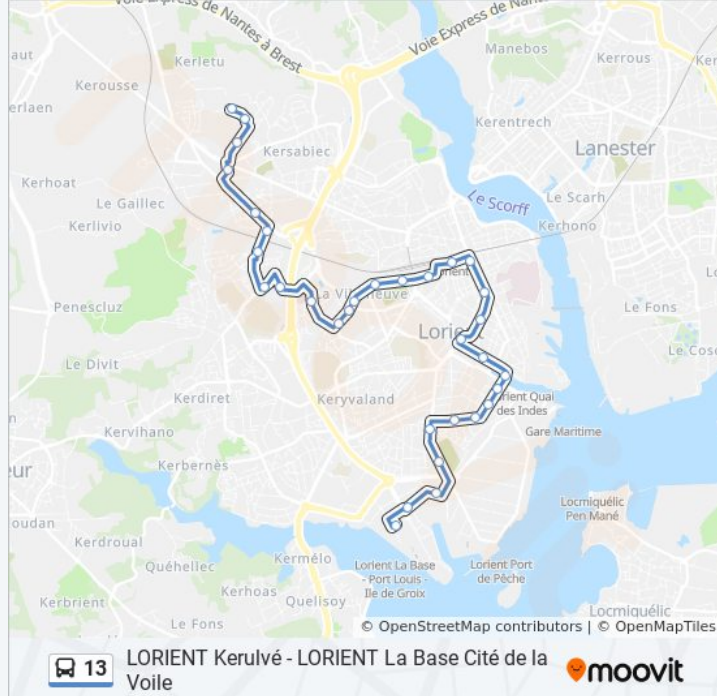 Voie Express de Nantes à Brest
Voie Express de Nant
aut
Kerletu
Manebos
Kerrous
Ker
Kerousse
erlaen
Kerentrech
Kersabiec
Lanester
Kerhoat
Le Gaillec
Le Scorff
Le Scarh
Kerlivio
Kerhono
Lo
La Villeneuve
Penescluz
Le Fons
Lorient
Le Cosq
Le Divit
Kerdiret
Keryvaland
orient Quai
des Indes
Kervihano
Gare Maritime
eur
Kerbernès
Locmiquélic
Pen Mané
oudan
Kerdroual
Quéhellec
Kermélo
Lorient La Base
- Port Louis -
Ile de Groix
Lorient Port
de Pêche
Kerbrient
Kerhoas
Quelisoy
Locmiquélic
Le Fons
© OpenStreetMap contributors | © OpenMapTiles
13
LORIENT Kerulvé - LORIENT La Base Cité de la
Voile
moovit